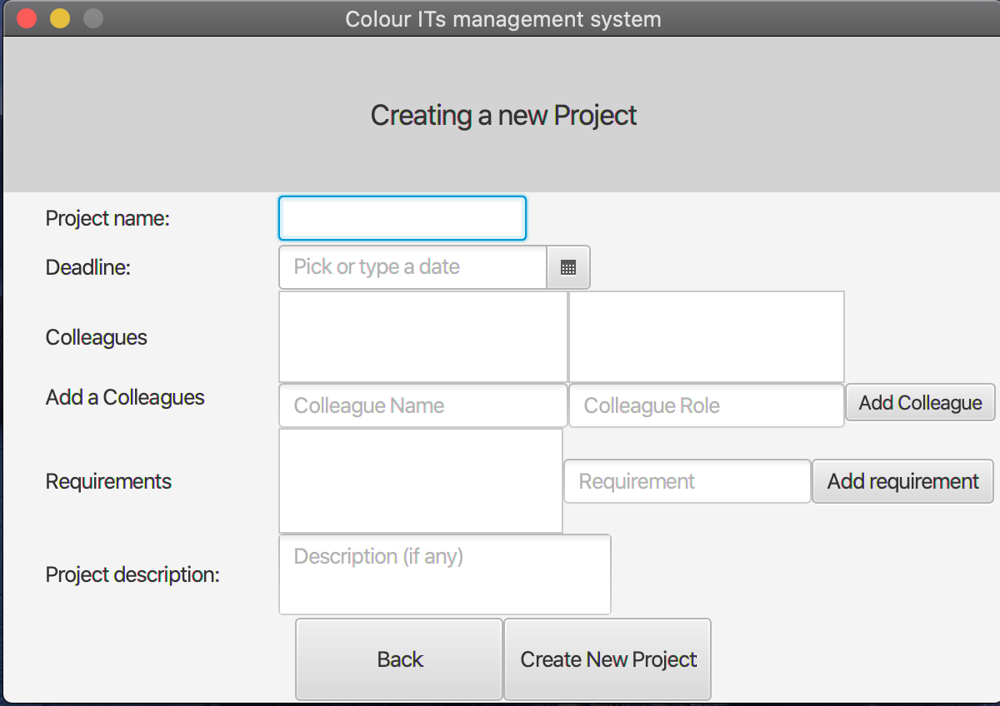 Colour ITs management system
Creating a new Project
Project name:
Deadline: Pick or type a date
Colleagues
Add a Colleagues Colleague Name Colleague Role Add Colleague
Requirements Requirement Add requirement
Project description: Description (if any)
Back Create New Project